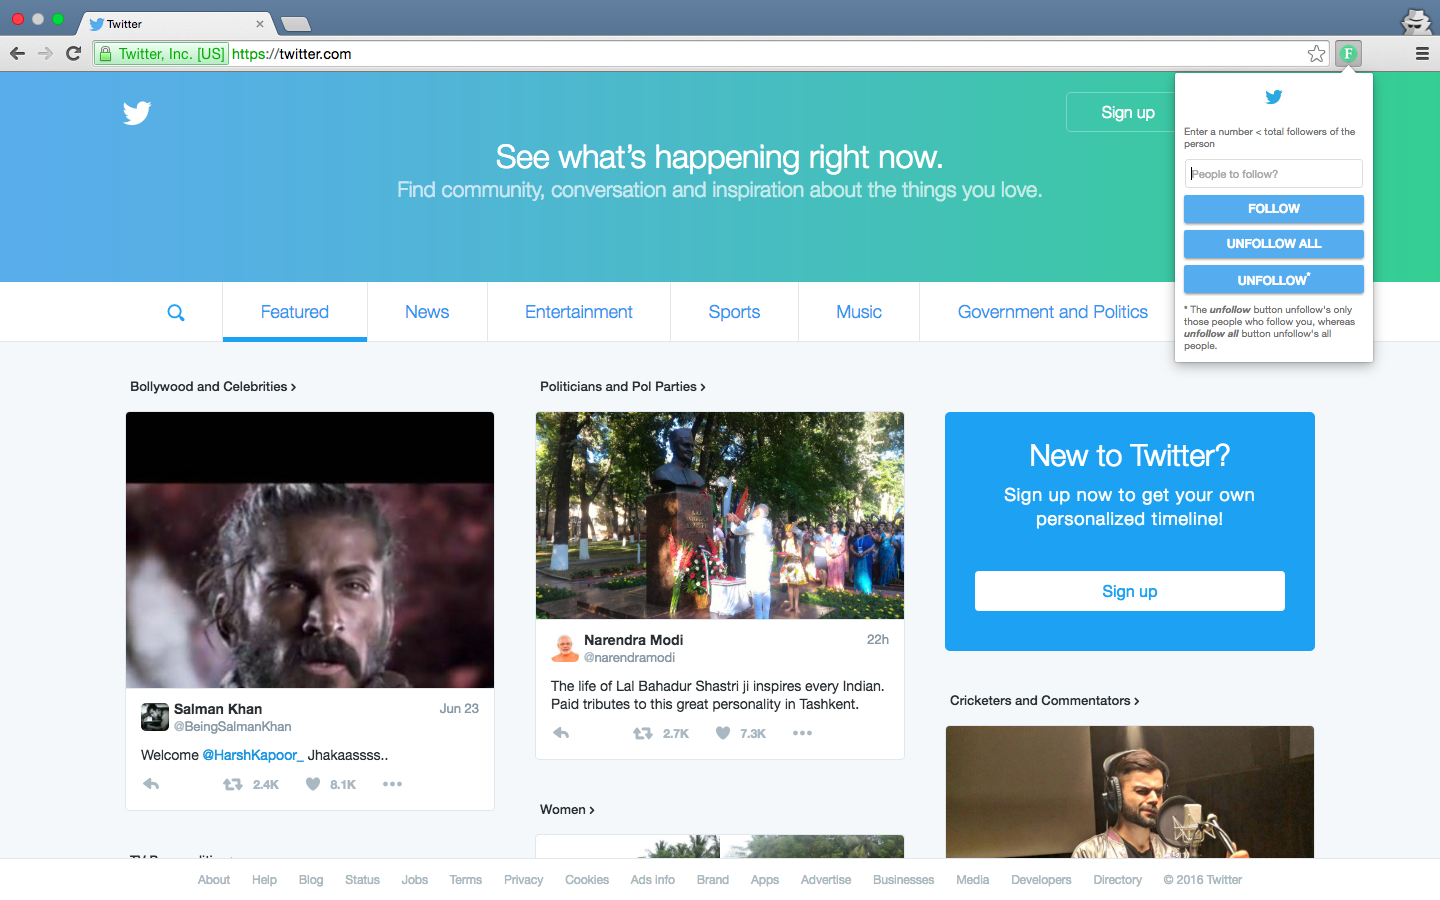 Twitter
Twitter, Inc. [US] https://twitter.com
F
Sign up
See what's happening right now.
Find community, conversation and inspiration about the things you love.
Enter a number < total followers of the
person
People to follow?
FOLLOW
UNFOLLOW ALL
UNFOLLOW*
* The unfollow button unfollow's only
those people who follow you, whereas
unfollow all button unfollow's all
people.
Featured
News
Entertainment
Sports
Music
Government and Politics
Bollywood and Celebrities ›
Salman Khan
Jun 23
@BeingSalmanKhan
Welcome @HarshKapoor_ Jhakaassss..
2.4K
8.1K
Politicians and Pol Parties ›
Narendra Modi
22h
@narendramodi
The life of Lal Bahadur Shastri ji inspires every Indian.
Paid tributes to this great personality in Tashkent.
2.7K
7.3K
Women ›
New to Twitter?
Sign up now to get your own
personalized timeline!
Sign up
Cricketers and Commentators ›
About Help Blog Status Jobs Terms Privacy Cookies Ads info Brand Apps Advertise Businesses Media Developers Directory © 2016 Twitter